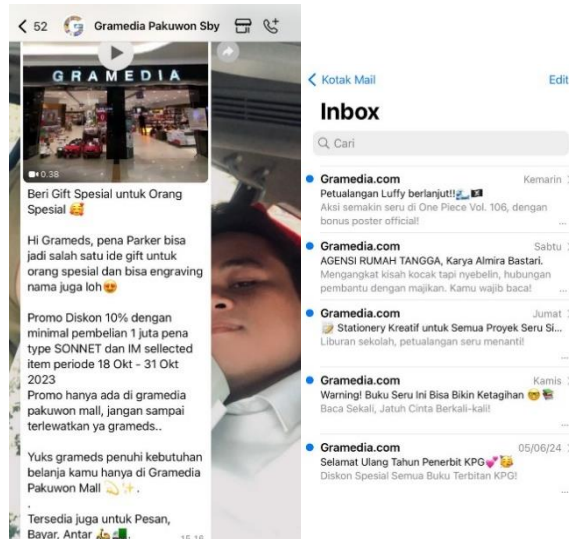 52
Gramedia Pakuwon Sby
GRAMEDIA
0.38
Beri Gift Spesial untuk Orang
Spesial 🥰
Hi Grameds, pena Parker bisa
jadi salah satu ide gift untuk
orang spesial dan bisa engraving
nama juga loh😍
Promo Diskon 10% dengan
minimal pembelian 1 juta pena
type SONNET dan IM sellected
item periode 18 Okt - 31 Okt
2023
Promo hanya ada di gramedia
pakuwon mall, jangan sampai
terlewatkan ya grameds..
Yuks grameds penuhi kebutuhan
belanja kamu hanya di Gramedia
Pakuwon Mall 💫✨.
.
Tersedia juga untuk Pesan,
Bayar, Antar 🛵💵.
15.16
Kotak Mail
Edit
Inbox
Cari
Gramedia.com
Kemarin
Petualangan Luffy berlanjut!!🌊🏴‍☠️
Aksi semakin seru di One Piece Vol. 106, dengan
bonus poster official!
...
Gramedia.com
Sabtu
AGENSI RUMAH TANGGA, Karya Almira Bastari.
Mengangkat kisah kocak tapi nyebelin, hubungan
pembantu dengan majikan. Kamu wajib baca!
...
Gramedia.com
Jumat
📝 Stationery Kreatif untuk Semua Proyek Seru Si...
Liburan sekolah, petualangan seru menanti!
...
Gramedia.com
Kamis
Warning! Buku Seru Ini Bisa Bikin Ketagihan 🤓📚
Baca Sekali, Jatuh Cinta Berkali-kali!
...
Gramedia.com
05/06/24
Selamat Ulang Tahun Penerbit KPG💕🥳
Diskon Spesial Semua Buku Terbitan KPG!
...